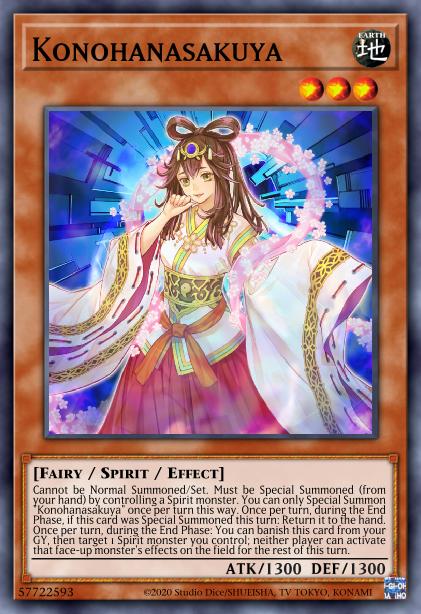 KONOHANASAKUYA
EARTH
地
[FAIRY / SPIRIT / EFFECT]
Cannot be Normal Summoned/Set. Must be Special Summoned (from
your hand) by controlling a Spirit monster. You can only Special Summon
"Konohanasakuya" once per turn this way. Once per turn, during the End
Phase, if this card was Special Summoned this turn: Return it to the hand.
Once per turn, during the End Phase: You can banish this card from your
GY, then target 1 Spirit monster you control; neither player can activate
that face-up monster's effects on the field for the rest of this turn.
ATK/1300 DEF/1300
57722593
©2020 Studio Dice/SHUEISHA, TV TOKYO, KONAMI